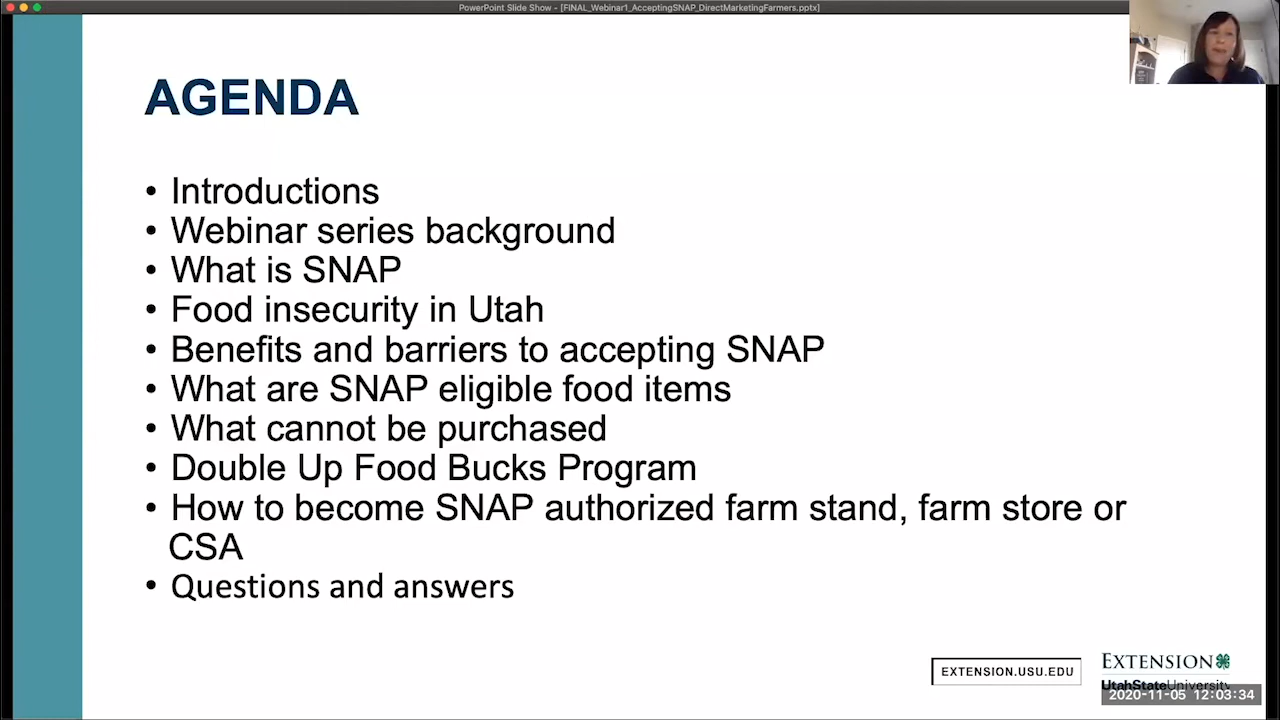 PowerPoint Slide Show - [FINAL_Webinar1_AcceptingSNAP_DirectMarketingFarmers.pptx]
AGENDA
• Introductions
• Webinar series background
• What is SNAP
• Food insecurity in Utah
• Benefits and barriers to accepting SNAP
• What are SNAP eligible food items
• What cannot be purchased
• Double Up Food Bucks Program
• How to become SNAP authorized farm stand, farm store or
CSA
• Questions and answers
EXTENSION.USU.EDU
EXTENSION
UtahStateUniversity
2020-11-05 12:03:34